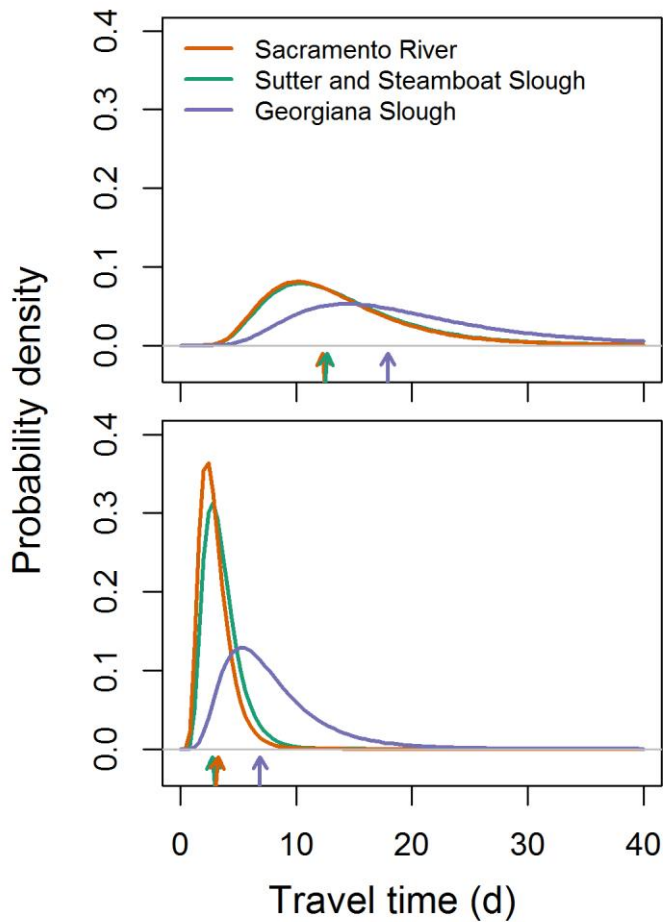 Probability density
0.4
0.3
0.2
0.1
0.0
Sacramento River
Sutter and Steamboat Slough
Georgiana Slough
0.4
0.3
0.2
0.1
0.0
0 10 20 30 40
Travel time (d)